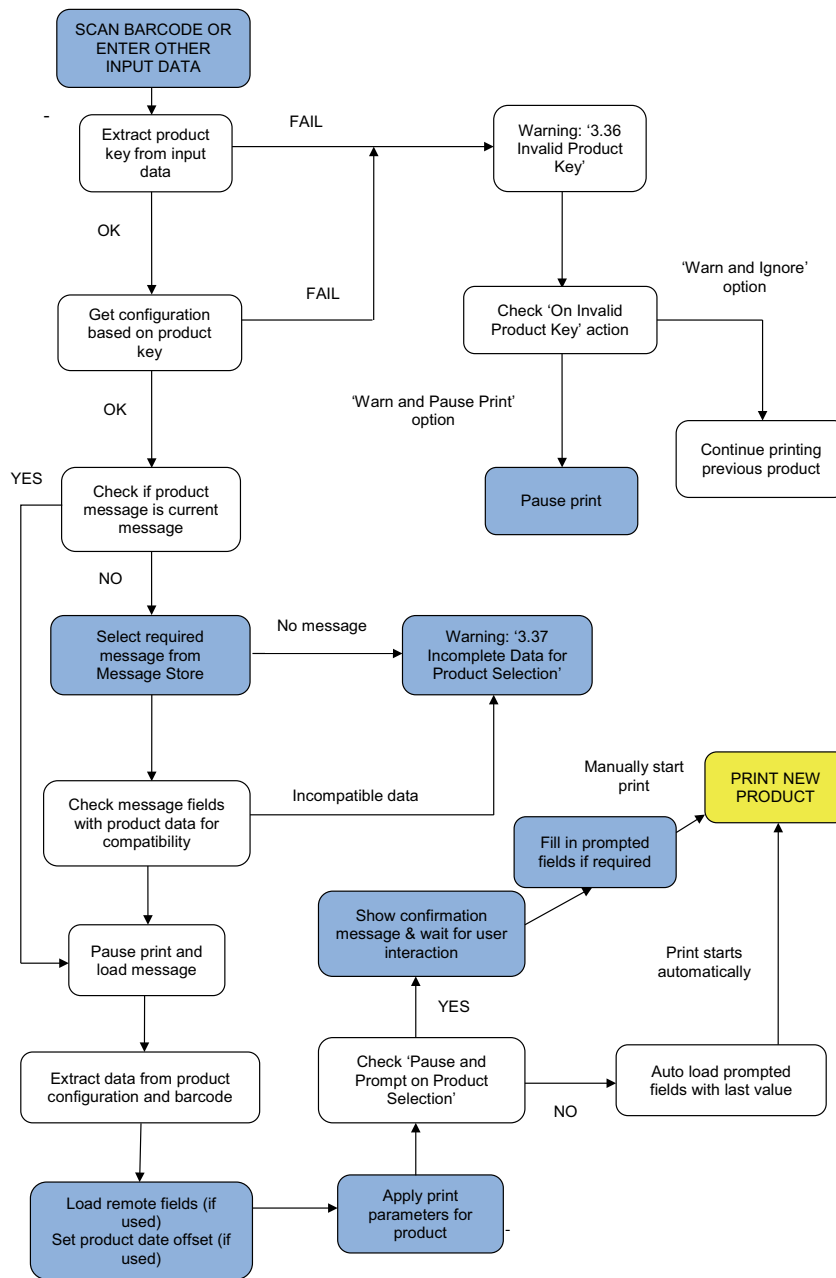 SCAN BARCODE OR
ENTER OTHER
INPUT DATA
-
Extract product
key from input
data
FAIL
Warning: ‘3.36
Invalid Product
Key’
OK
FAIL
‘Warn and Ignore’
option
Get configuration
based on product
key
Check ‘On Invalid
Product Key’ action
OK
‘Warn and Pause Print’
option
Continue printing
previous product
YES
Check if product
message is current
message
Pause print
NO
Select required
message from
Message Store
No message
Warning: ‘3.37
Incomplete Data for
Product Selection’
Check message fields
with product data for
compatibility
Incompatible data
Manually start
print
PRINT NEW
PRODUCT
Fill in prompted
fields if required
Show confirmation
message & wait for user
interaction
Pause print and
load message
Print starts
automatically
YES
Extract data from product
configuration and barcode
Check ‘Pause and
Prompt on Product
Selection’
NO
Auto load prompted
fields with last value
Load remote fields (if
used)
Set product date offset (if
used)
Apply print
parameters for
product
-